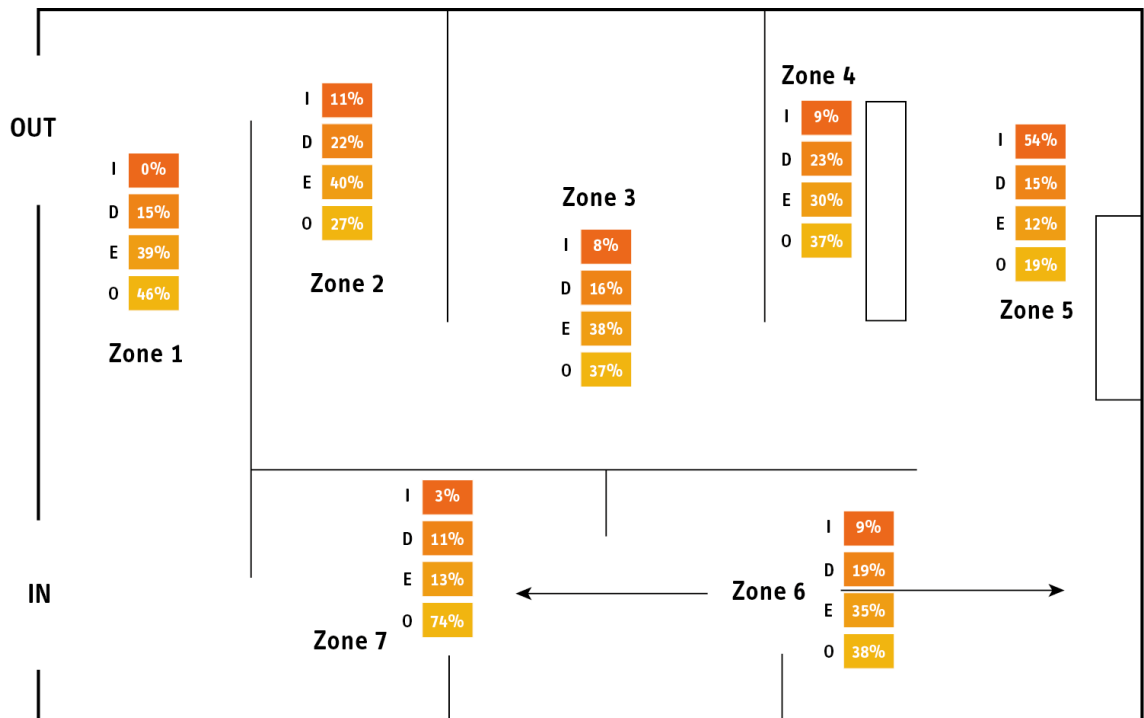 OUT
I 0%
D 15%
E 39%
O 46%
Zone 1
I 11%
D 22%
E 40%
O 27%
Zone 2
Zone 3
I 8%
D 16%
E 38%
O 37%
Zone 4
I 9%
D 23%
E 30%
O 37%
I 54%
D 15%
E 12%
O 19%
Zone 5
IN
I 3%
D 11%
E 13%
O 74%
Zone 7
Zone 6
I 9%
D 19%
E 35%
O 38%